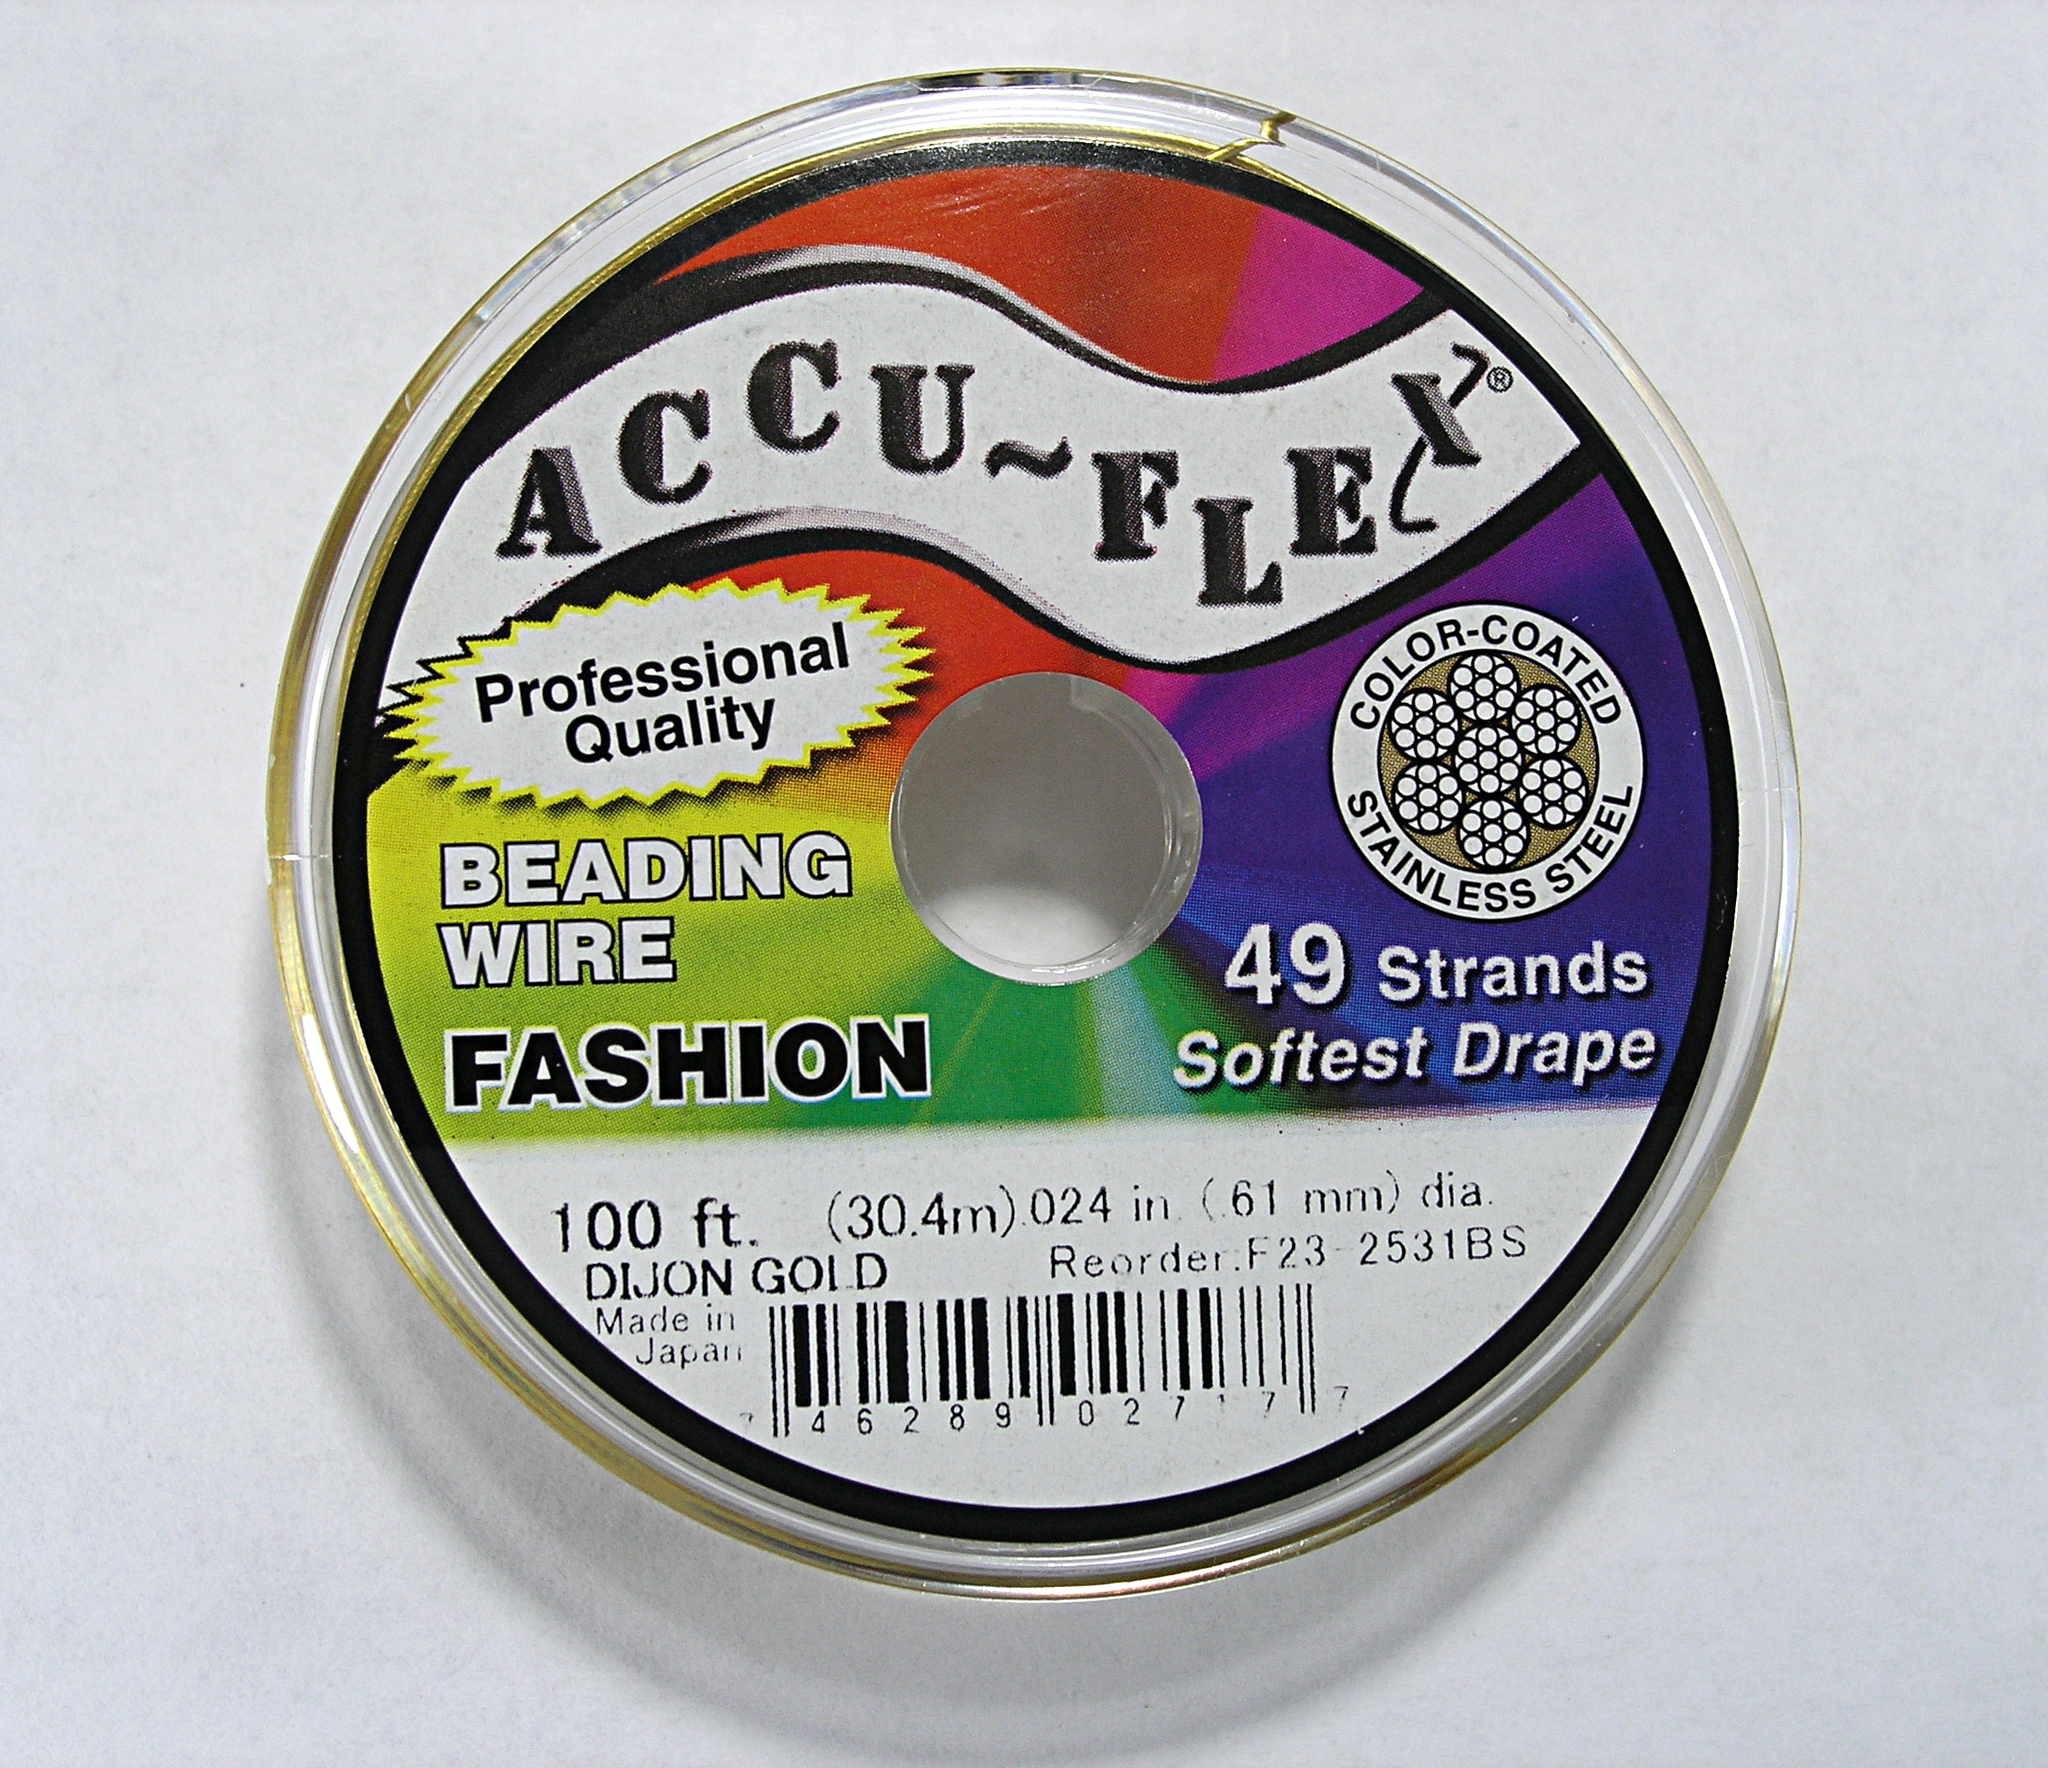 ACCU~FLEX®
Professional
Quality
COLOR-COATED
STAINLESS STEEL
BEADING
WIRE
FASHION
49 Strands
Softest Drape
100 ft. (30.4m) .024 in. (.61 mm) dia.
DIJON GOLD Reorder:F23-2531BS
Made in
Japan
7 46289 02717 7